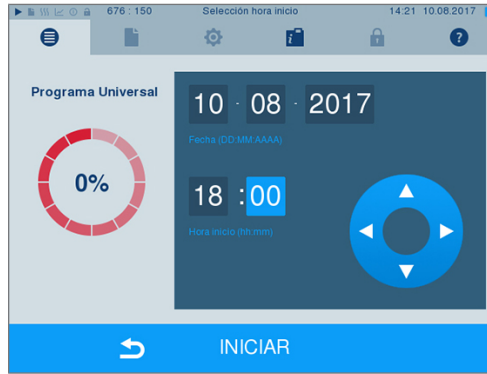 676 : 150 Selección hora inicio 14:21 10.08.2017
Programa Universal
10 · 08 · 2017
Fecha (DD:MM:AAAA)
0%
18 :00
Hora Inicio (hh:mm)
INICIAR